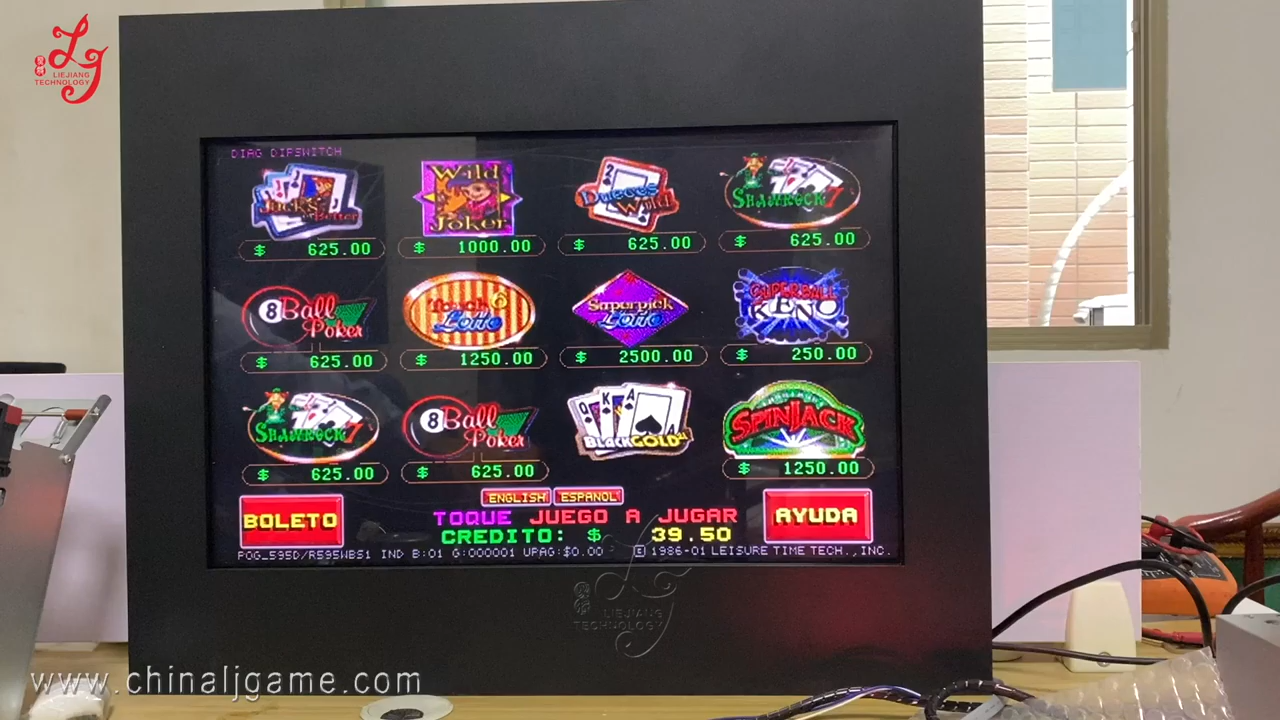 LIEJIANG
TECHNOLOGY
DIAG DIPSWITCH
Jacks or Better
Wild Joker
Dueces Wild
SHAMROCK 7
$ 625.00
$ 1000.00
$ 625.00
$ 625.00
8 Ball Poker
Touch 6 Lotto
Superpick Lotto
SUPERBALL KENO
$ 625.00
$ 1250.00
$ 2500.00
$ 250.00
SHAMROCK 7
8 Ball Poker
Q K A A BLACKGOLD
SPINJACK
$ 625.00
$ 625.00
$ 1250.00
ENGLISH ESPANOL
BOLETO
TOQUE JUEGO A JUGAR
AYUDA
CREDITO: $ 39.50
POG_595D/R595WBS1 IND B:01 G:000001 UPAG:$0.00 © 1986-01 LEISURE TIME TECH.,INC.
LIEJIANG
TECHNOLOGY
www.chinaljgame.com